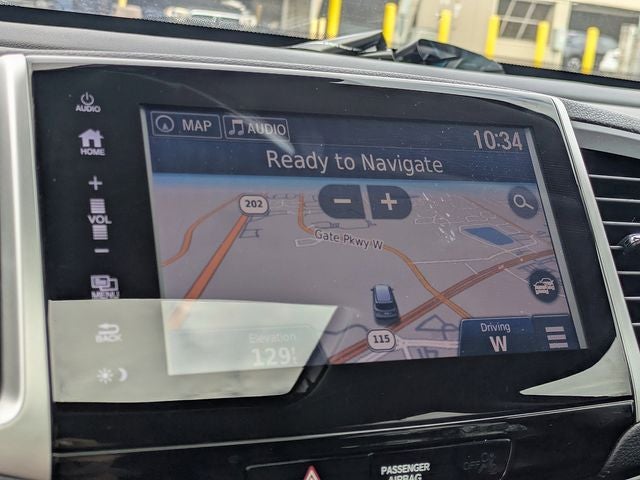 AUDIO
HOME
+
VOL
−
MENU
BACK
MAP
AUDIO
10:34
Ready to Navigate
202
− +
Gate Pkwy W
115
Elevation
129
Driving
W
PASSENGER
AIRBAG